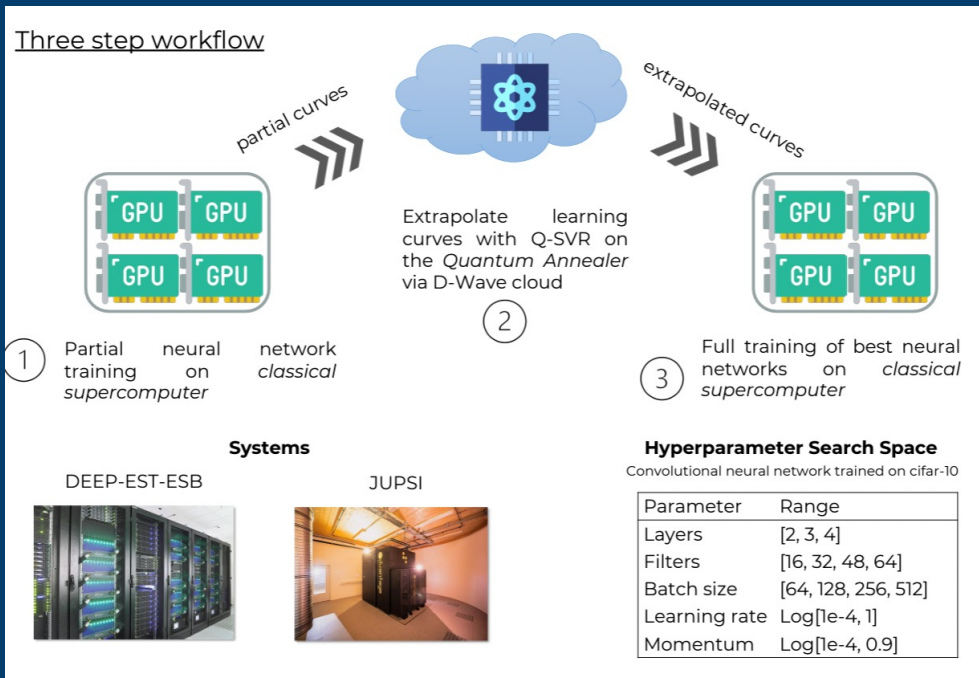 Three step workflow
partial curves
extrapolated curves
GPU GPU
GPU GPU
GPU GPU
GPU GPU
Extrapolate learning
curves with Q-SVR on
the Quantum Annealer
via D-Wave cloud
2
1
Partial neural network
training on classical
supercomputer
3
Full training of best neural
networks on classical
supercomputer
Systems
DEEP-EST-ESB
JUPSI
Hyperparameter Search Space
Convolutional neural network trained on cifar-10
Parameter Range
Layers [2, 3, 4]
Filters [16, 32, 48, 64]
Batch size [64, 128, 256, 512]
Learning rate Log[1e-4, 1]
Momentum Log[1e-4, 0.9]